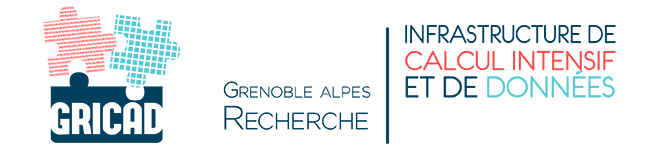 GRICAD
GRENOBLE ALPES
RECHERCHE
INFRASTRUCTURE DE
CALCUL INTENSIF
ET DE DONNÉES